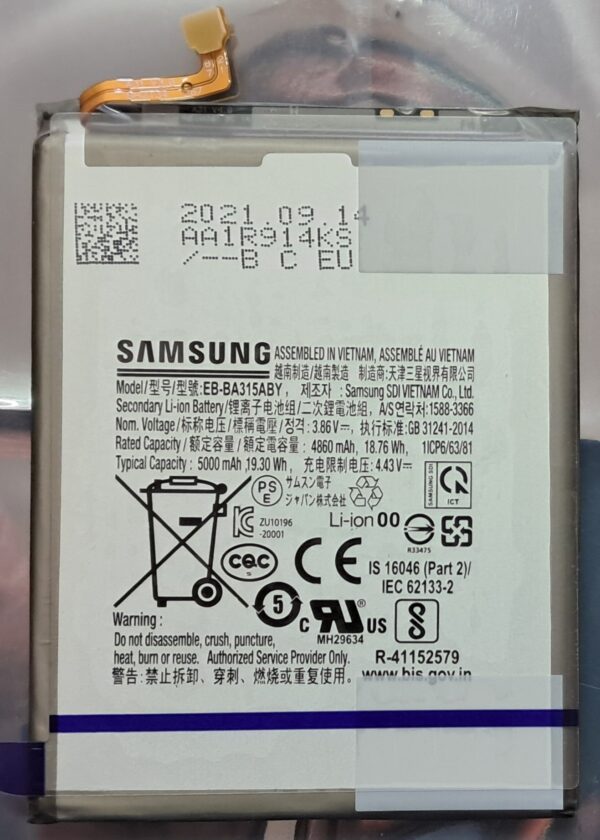 2021.09.14
AA1R914KS
/--B C EU
SAMSUNG ASSEMBLED IN VIETNAM, ASSEMBLÉ AU VIETNAM
越南制造/越南製造 制造商:天津三星视界有限公司
Model/型号/型號:EB-BA315ABY, 제조자 : Samsung SDI VIETNAM Co., Ltd.
Secondary Li-ion Battery/锂离子电池组/二次鋰電池組/ A/S연락처:1588-3366
Nom. Voltage/标称电压/標稱電壓/정격: 3.86V⎓, 执行标准:GB 31241-2014
Rated Capacity/额定容量/額定電容量: 4860 mAh, 18.76 Wh 1ICP6/63/81
Typical Capacity : 5000 mAh ,19.30 Wh , 充电限制电压: 4.43V⎓
PS E
サムスン電子
ジャパン株式会社
SAMSUNG SDI
ICT
ZU10196
-20001
Li-ion 00
R33475
CQC
CE
IS 16046 (Part 2)/
IEC 62133-2
5
c RU® US
MH29634
R-41152579
www.bis.gov.in
Warning :
Do not disassemble, crush, puncture,
heat, burn or reuse. Authorized Service Provider Only.
警告: 禁止拆卸、穿刺、燃烧或重复使用。